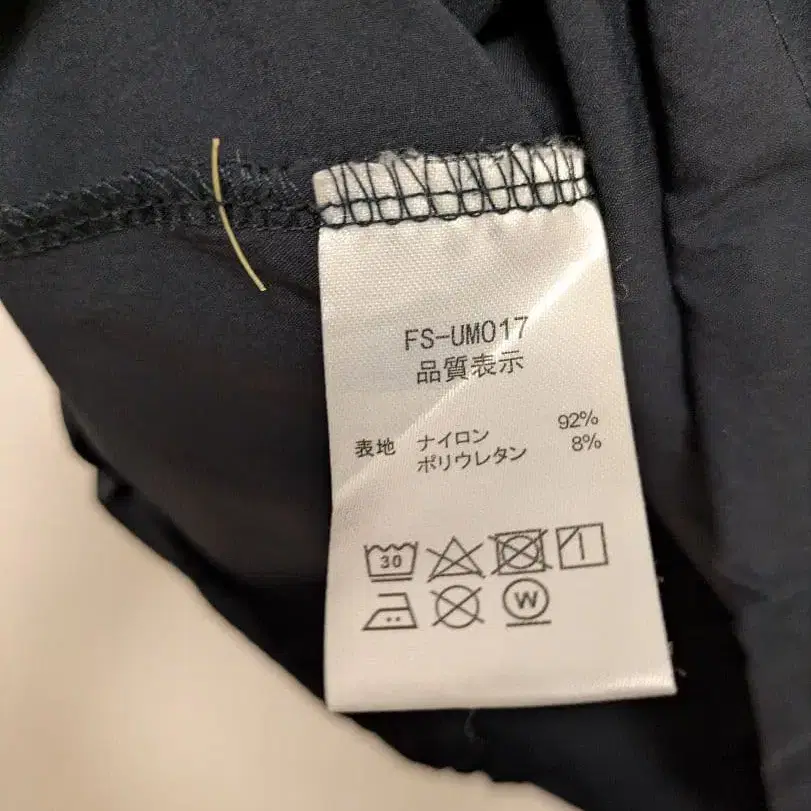 FS-UM017
品質表示
表地 ナイロン 92%
ポリウレタン 8%
30
W